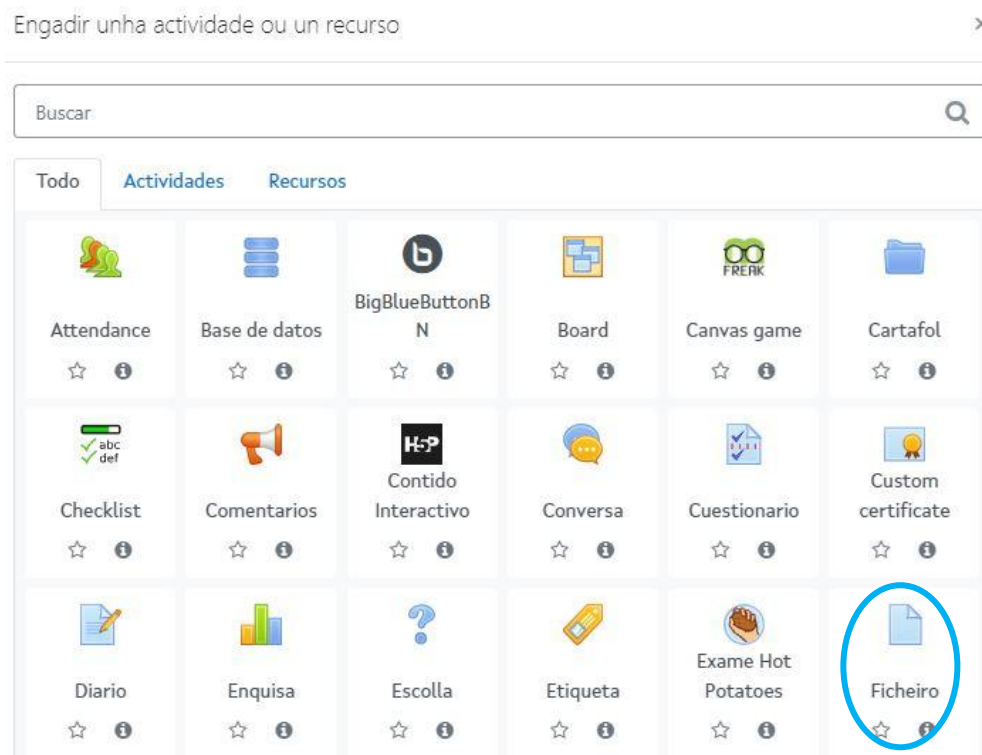 Engadir unha actividade ou un recurso
Buscar
Todo Actividades Recursos
FREAK
BigBlueButtonB
Attendance Base de datos N Board Canvas game Cartafol
abc
def
H5P
Contido Custom
Checklist Comentarios Interactivo Conversa Cuestionario certificate
Exame Hot
Diario Enquisa Escolla Etiqueta Potatoes Ficheiro